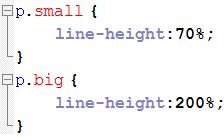 p.small {
line-height:70%;
}
p.big {
line-height:200%;
}